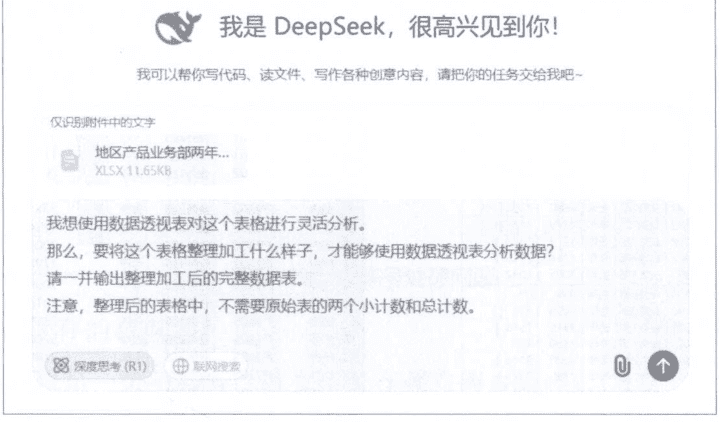 我是 DeepSeek，很高兴见到你！
我可以帮你写代码、读文件、写作各种创意内容，请把你的任务交给我吧~
仅识别附件中的文字
地区产品业务部两年...
XLSX 11.65KB
我想使用数据透视表对这个表格进行灵活分析。
那么，要将这个表格整理加工什么样子，才能够使用数据透视表分析数据？
请一并输出整理加工后的完整数据表。
注意，整理后的表格中，不需要原始表的两个小计数和总计数。
深度思考 (R1) 联网搜索